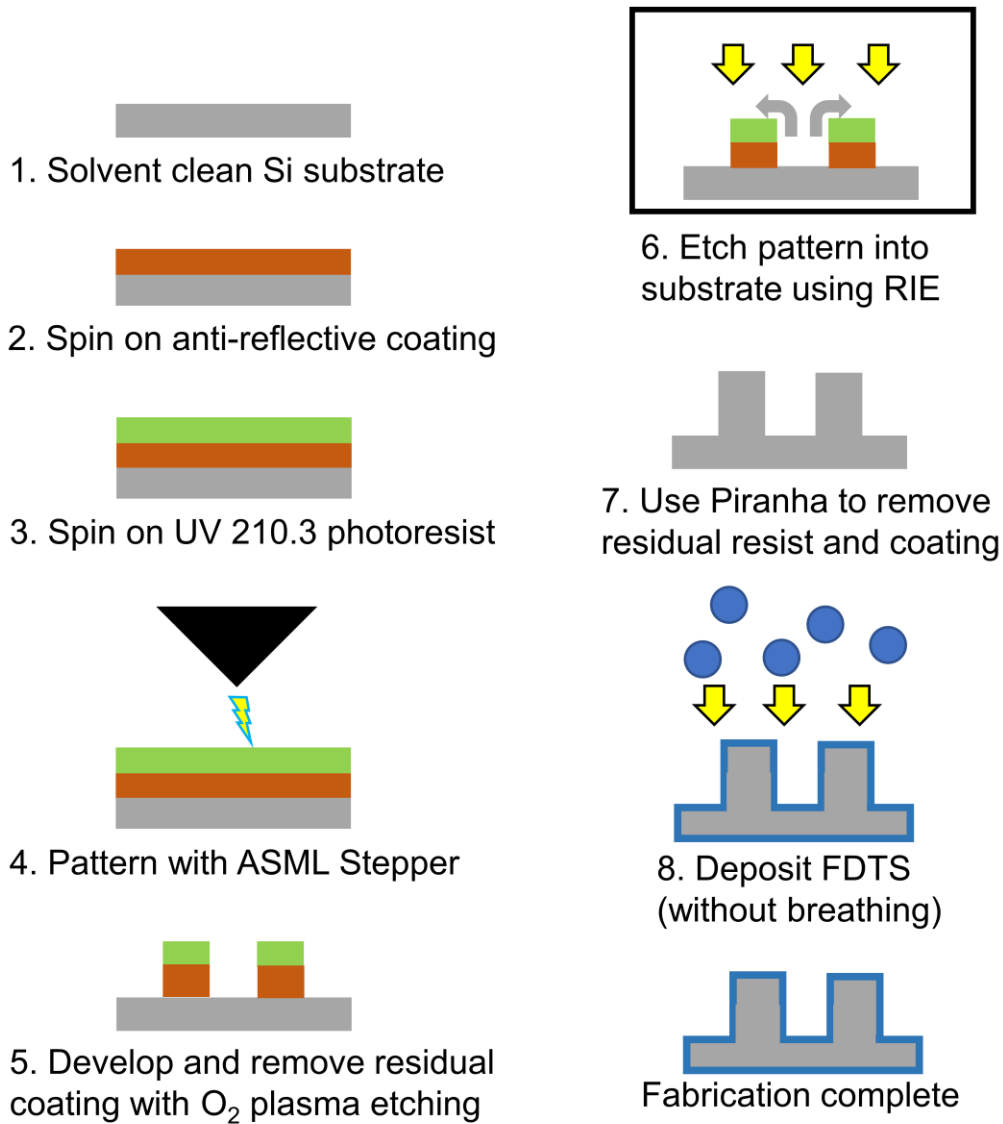 1. Solvent clean Si substrate
2. Spin on anti-reflective coating
3. Spin on UV 210.3 photoresist
4. Pattern with ASML Stepper
5. Develop and remove residual
coating with O₂ plasma etching
6. Etch pattern into
substrate using RIE
7. Use Piranha to remove
residual resist and coating
8. Deposit FDTS
(without breathing)
Fabrication complete